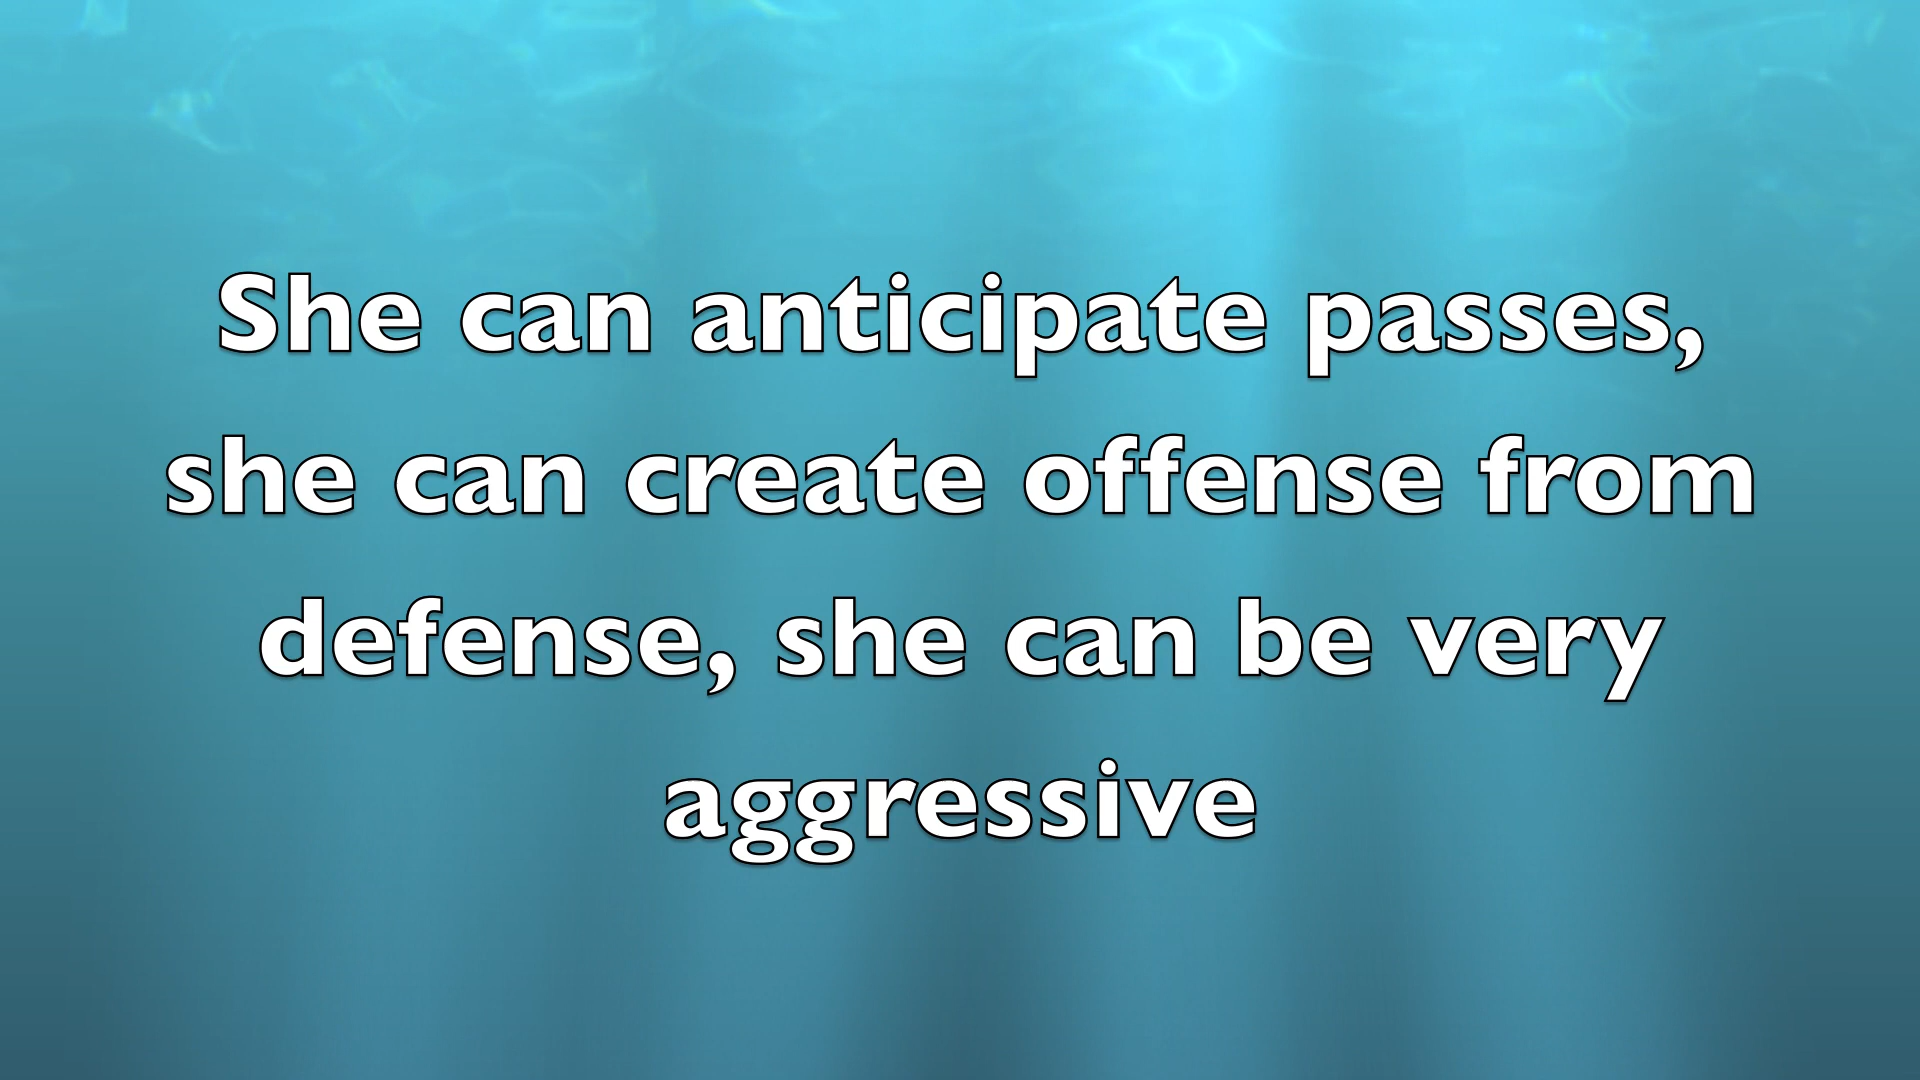 She can anticipate passes,
she can create offense from
defense, she can be very
aggressive